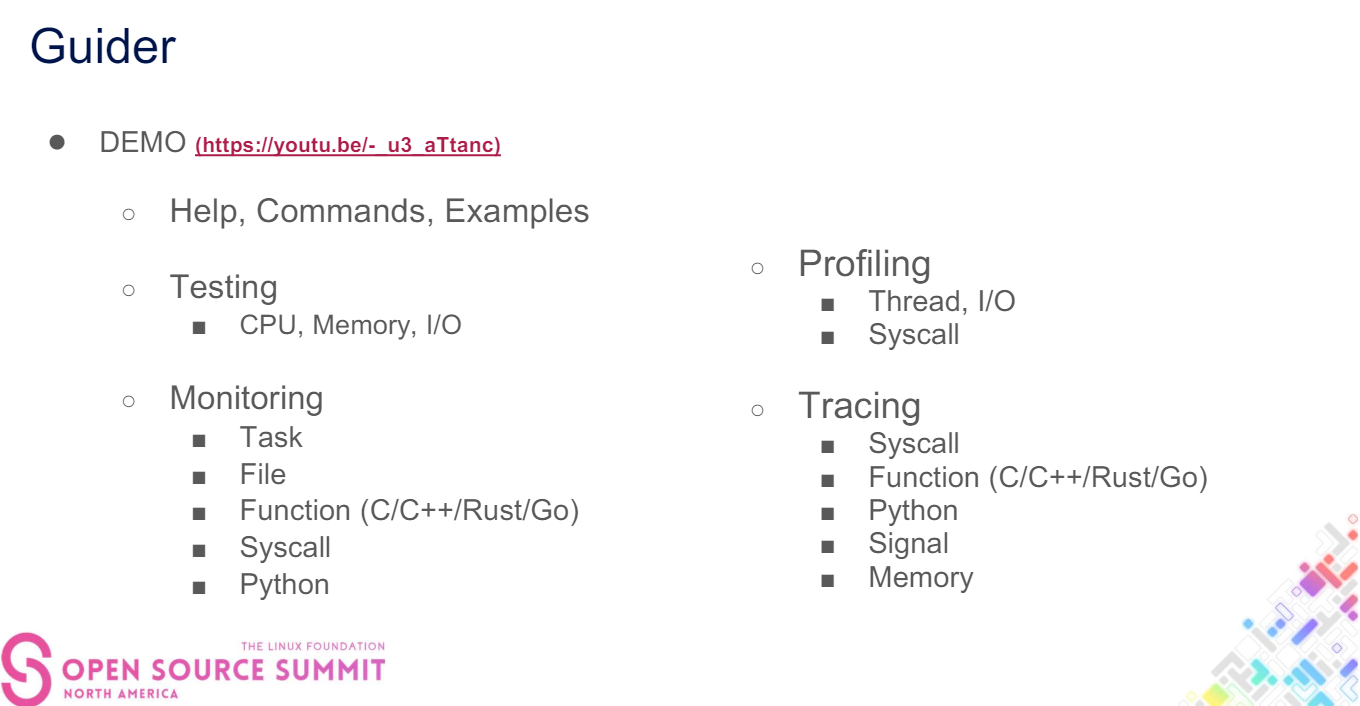 Guider
● DEMO (https://youtu.be/-_u3_aTtanc)
○ Help, Commands, Examples
○ Testing
■ CPU, Memory, I/O
○ Monitoring
■ Task
■ File
■ Function (C/C++/Rust/Go)
■ Syscall
■ Python
○ Profiling
■ Thread, I/O
■ Syscall
○ Tracing
■ Syscall
■ Function (C/C++/Rust/Go)
■ Python
■ Signal
■ Memory
THE LINUX FOUNDATION
OPEN SOURCE SUMMIT
NORTH AMERICA